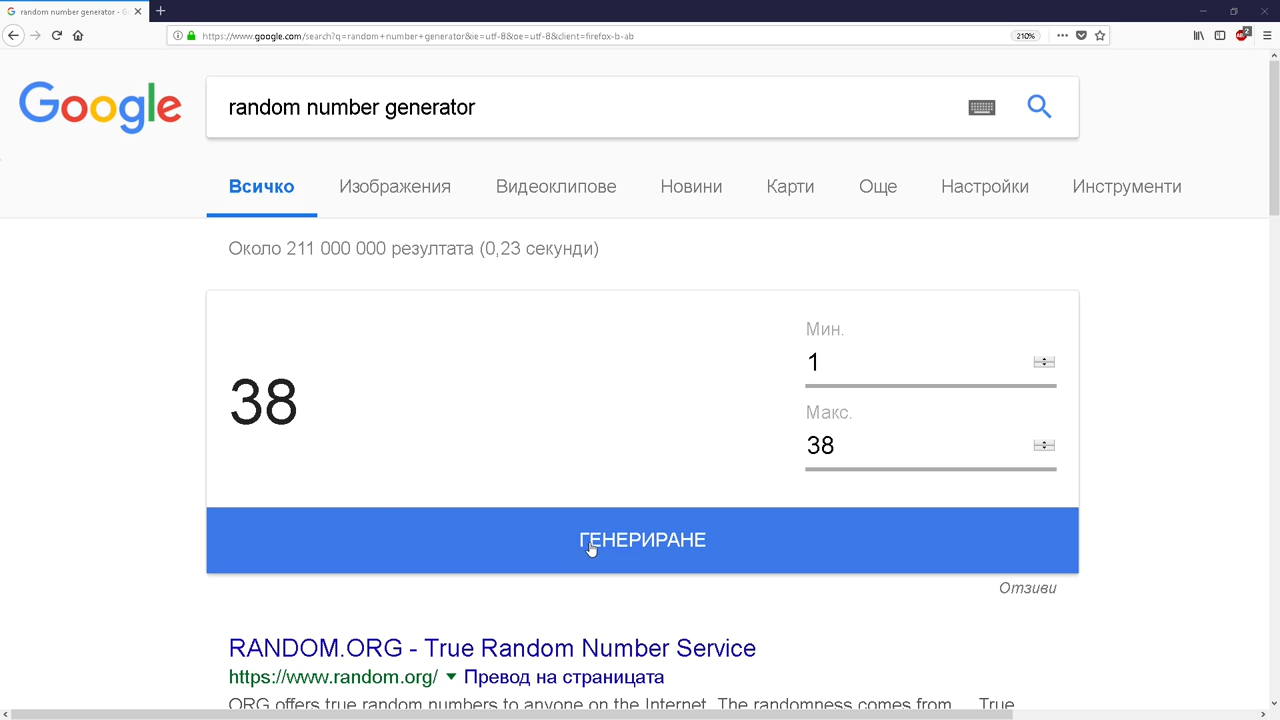 random number generator - G
https://www.google.com/search?q=random+number+generator&ie=utf-8&oe=utf-8&client=firefox-b-ab
210%
2
Google
random number generator
Всичко Изображения Видеоклипове Новини Карти Още Настройки Инструменти
Около 211 000 000 резултата (0,23 секунди)
Мин.
1
38
Макс.
38
ГЕНЕРИРАНЕ
Отзиви
RANDOM.ORG - True Random Number Service
https://www.random.org/ Превод на страницата
ORG offers true random numbers to anyone on the Internet. The randomness comes from ... True